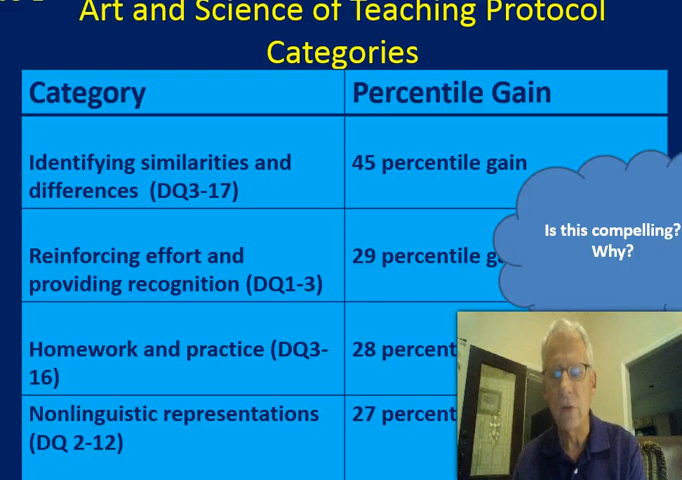 Art and Science of Teaching Protocol
Categories
Category
Percentile Gain
Identifying similarities and
differences (DQ3-17)
45 percentile gain
Is this compelling?
Why?
Reinforcing effort and
providing recognition (DQ1-3)
29 percentile
Homework and practice (DQ3-
16)
28 percent
Nonlinguistic representations
(DQ 2-12)
27 percent